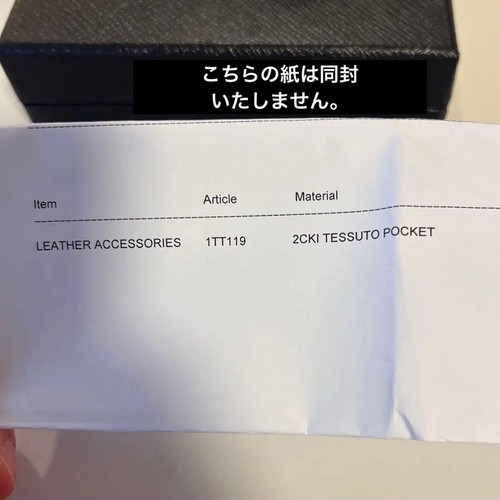 こちらの紙は同封
いたしません。
Item Article Material
LEATHER ACCESSORIES 1TT119 2CKI TESSUTO POCKET